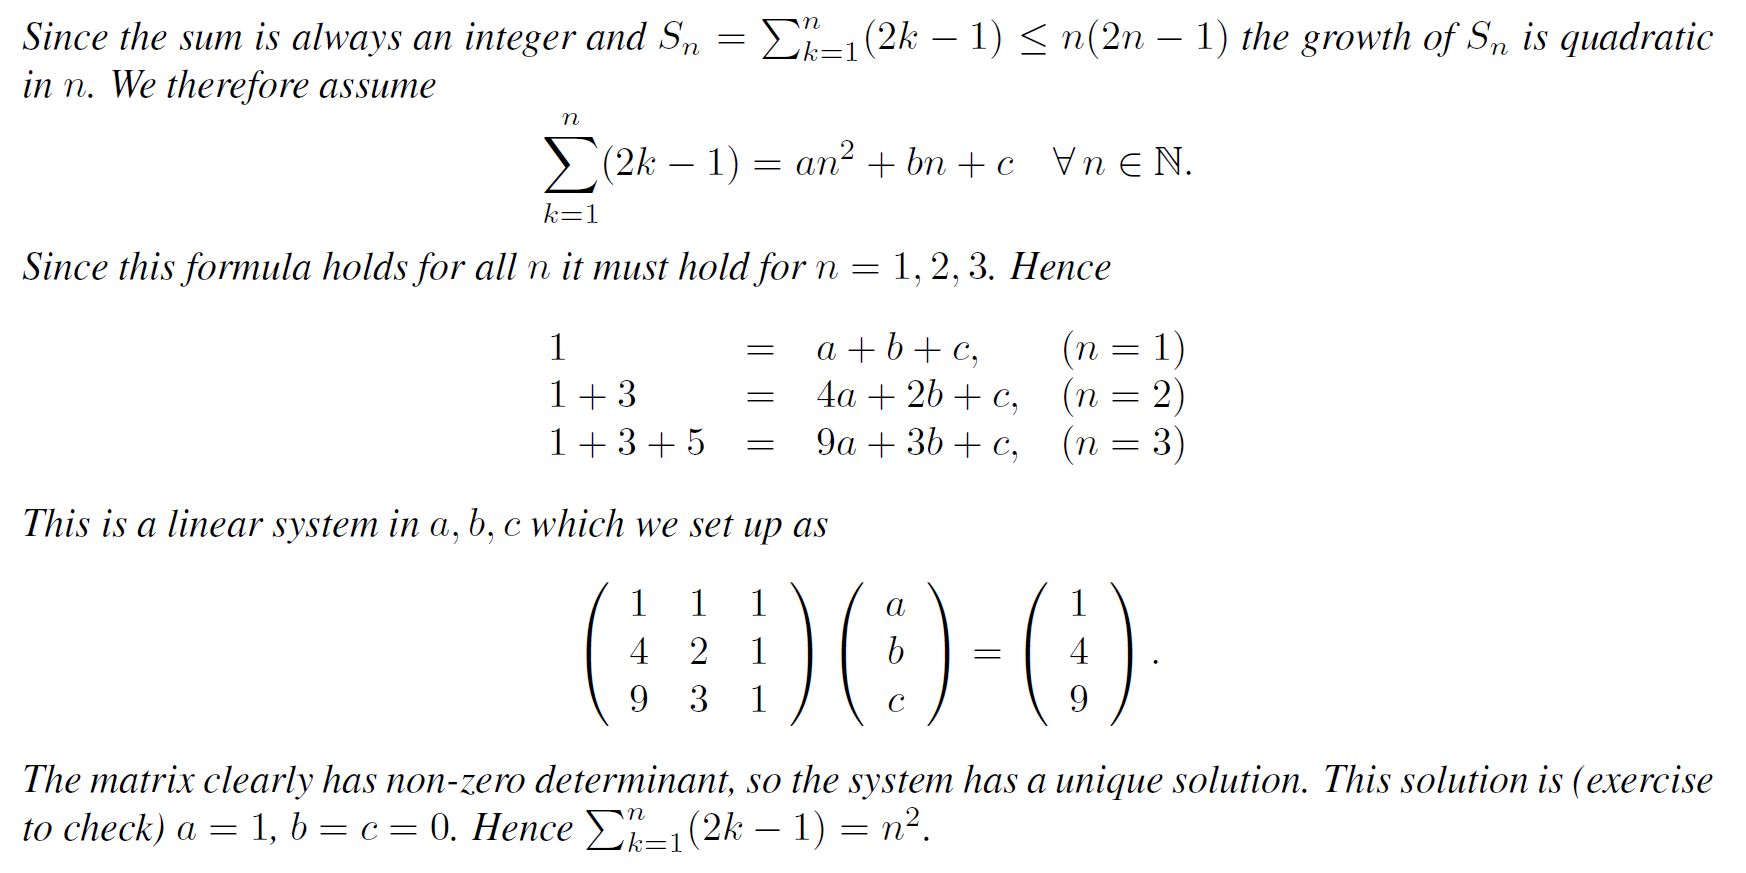 Since the sum is always an integer and $S_n = \sum_{k=1}^{n}(2k-1) \leq n(2n-1)$ the growth of $S_n$ is quadratic
in $n$. We therefore assume
$$\sum_{k=1}^{n}(2k-1) = an^2 + bn + c \quad \forall\, n \in \mathbb{N}.$$
Since this formula holds for all $n$ it must hold for $n = 1, 2, 3$. Hence
$1 = a + b + c, \quad (n = 1)$
$1 + 3 = 4a + 2b + c, \quad (n = 2)$
$1 + 3 + 5 = 9a + 3b + c, \quad (n = 3)$
This is a linear system in $a, b, c$ which we set up as
$$\begin{pmatrix} 1 & 1 & 1 \\ 4 & 2 & 1 \\ 9 & 3 & 1 \end{pmatrix} \begin{pmatrix} a \\ b \\ c \end{pmatrix} = \begin{pmatrix} 1 \\ 4 \\ 9 \end{pmatrix}.$$
The matrix clearly has non-zero determinant, so the system has a unique solution. This solution is (exercise
to check) $a = 1, b = c = 0$. Hence $\sum_{k=1}^{n}(2k-1) = n^2$.